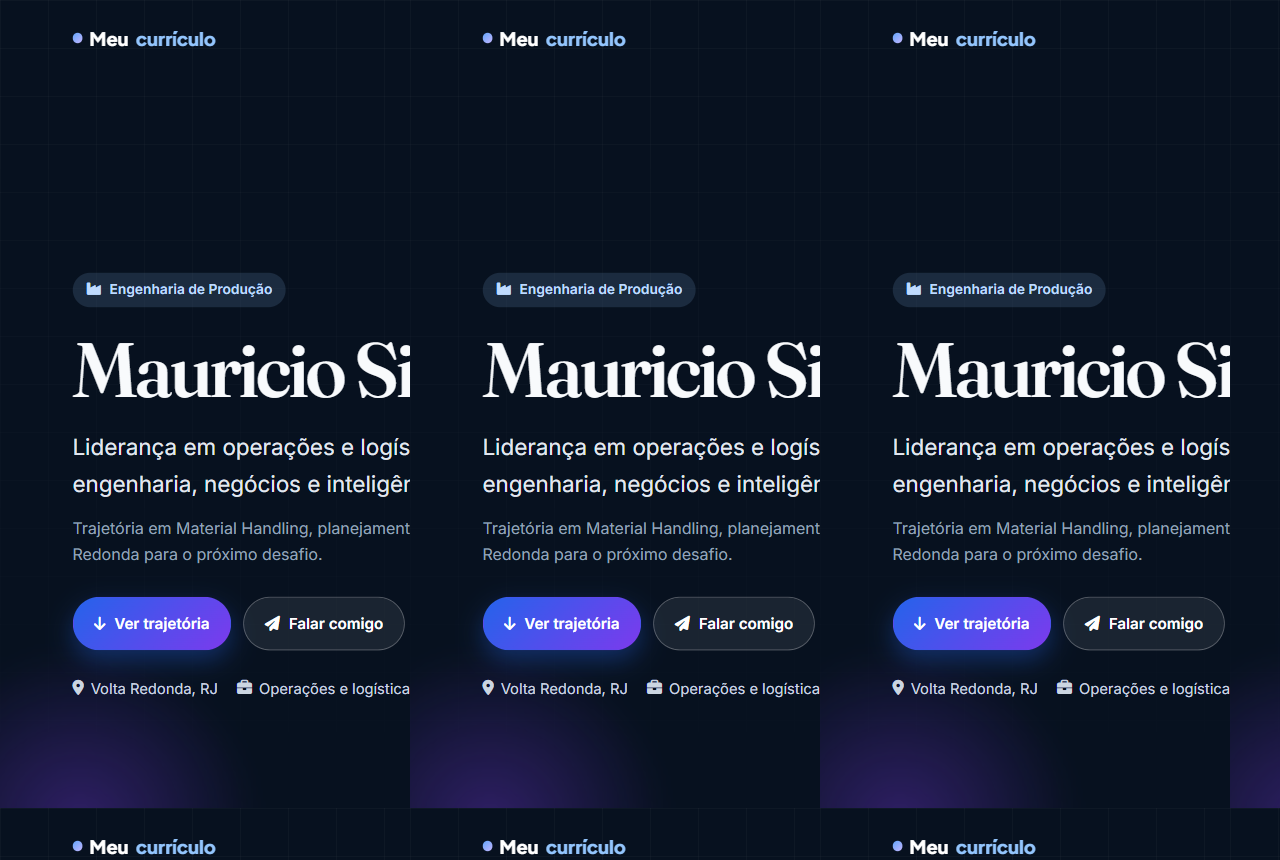 Meu currículo Meu currículo Meu currículo
Engenharia de Produção Engenharia de Produção Engenharia de Produção
Mauricio Si Mauricio Si Mauricio Si
Liderança em operações e logís Liderança em operações e logís Liderança em operações e logís
engenharia, negócios e inteligên engenharia, negócios e inteligên engenharia, negócios e inteligên
Trajetória em Material Handling, planejament Trajetória em Material Handling, planejament Trajetória em Material Handling, planejament
Redonda para o próximo desafio. Redonda para o próximo desafio. Redonda para o próximo desafio.
Ver trajetória Falar comigo Ver trajetória Falar comigo Ver trajetória Falar comigo
Volta Redonda, RJ Operações e logística Volta Redonda, RJ Operações e logística Volta Redonda, RJ Operações e logística
Meu currículo Meu currículo Meu currículo